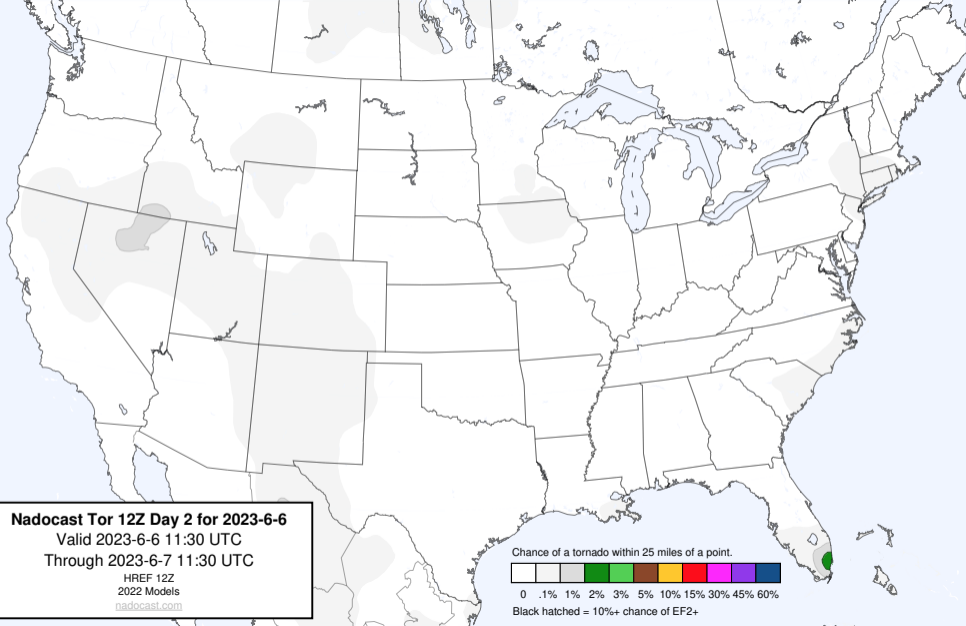 Nadocast Tor 12Z Day 2 for 2023-6-6
Valid 2023-6-6 11:30 UTC
Through 2023-6-7 11:30 UTC
HREF 12Z
2022 Models
nadocast.com
Chance of a tornado within 25 miles of a point.
0 .1% 1% 2% 3% 5% 10% 15% 30% 45% 60%
Black hatched = 10%+ chance of EF2+